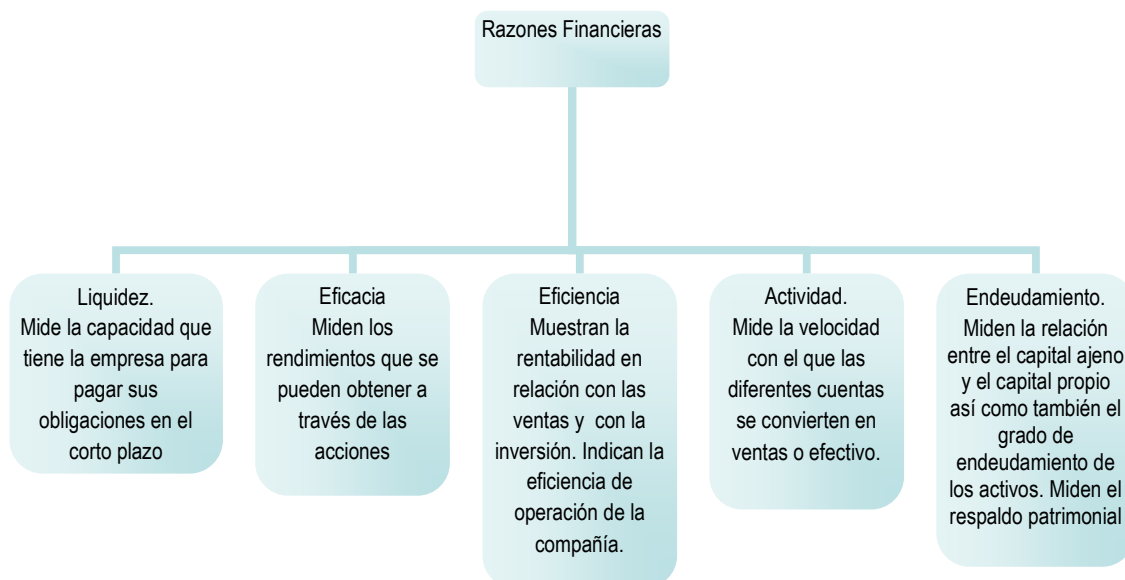 Razones Financieras
Liquidez.
Mide la capacidad que
tiene la empresa para
pagar sus
obligaciones en el
corto plazo
Eficacia
Miden los
rendimientos que se
pueden obtener a
través de las
acciones
Eficiencia
Muestran la
rentabilidad en
relación con las
ventas y con la
inversión. Indican la
eficiencia de
operación de la
compañía.
Actividad.
Mide la velocidad
con el que las
diferentes cuentas
se convierten en
ventas o efectivo.
Endeudamiento.
Miden la relación
entre el capital ajeno
y el capital propio
así como también el
grado de
endeudamiento de
los activos. Miden el
respaldo patrimonial